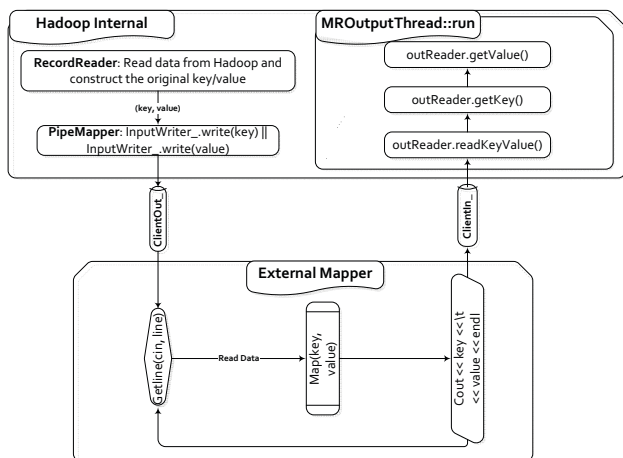 Hadoop Internal
RecordReader: Read data from Hadoop and
construct the original key/value
(key, value)
PipeMapper: InputWriter_.write(key) ||
InputWriter_.write(value)
MROutputThread::run
outReader.getValue()
outReader.getKey()
outReader.readKeyValue()
ClientOut_
ClientIn_
External Mapper
Getline(cin, line)
Read Data
Map(key,
value)
Cout << key <<\t
<< value << endl